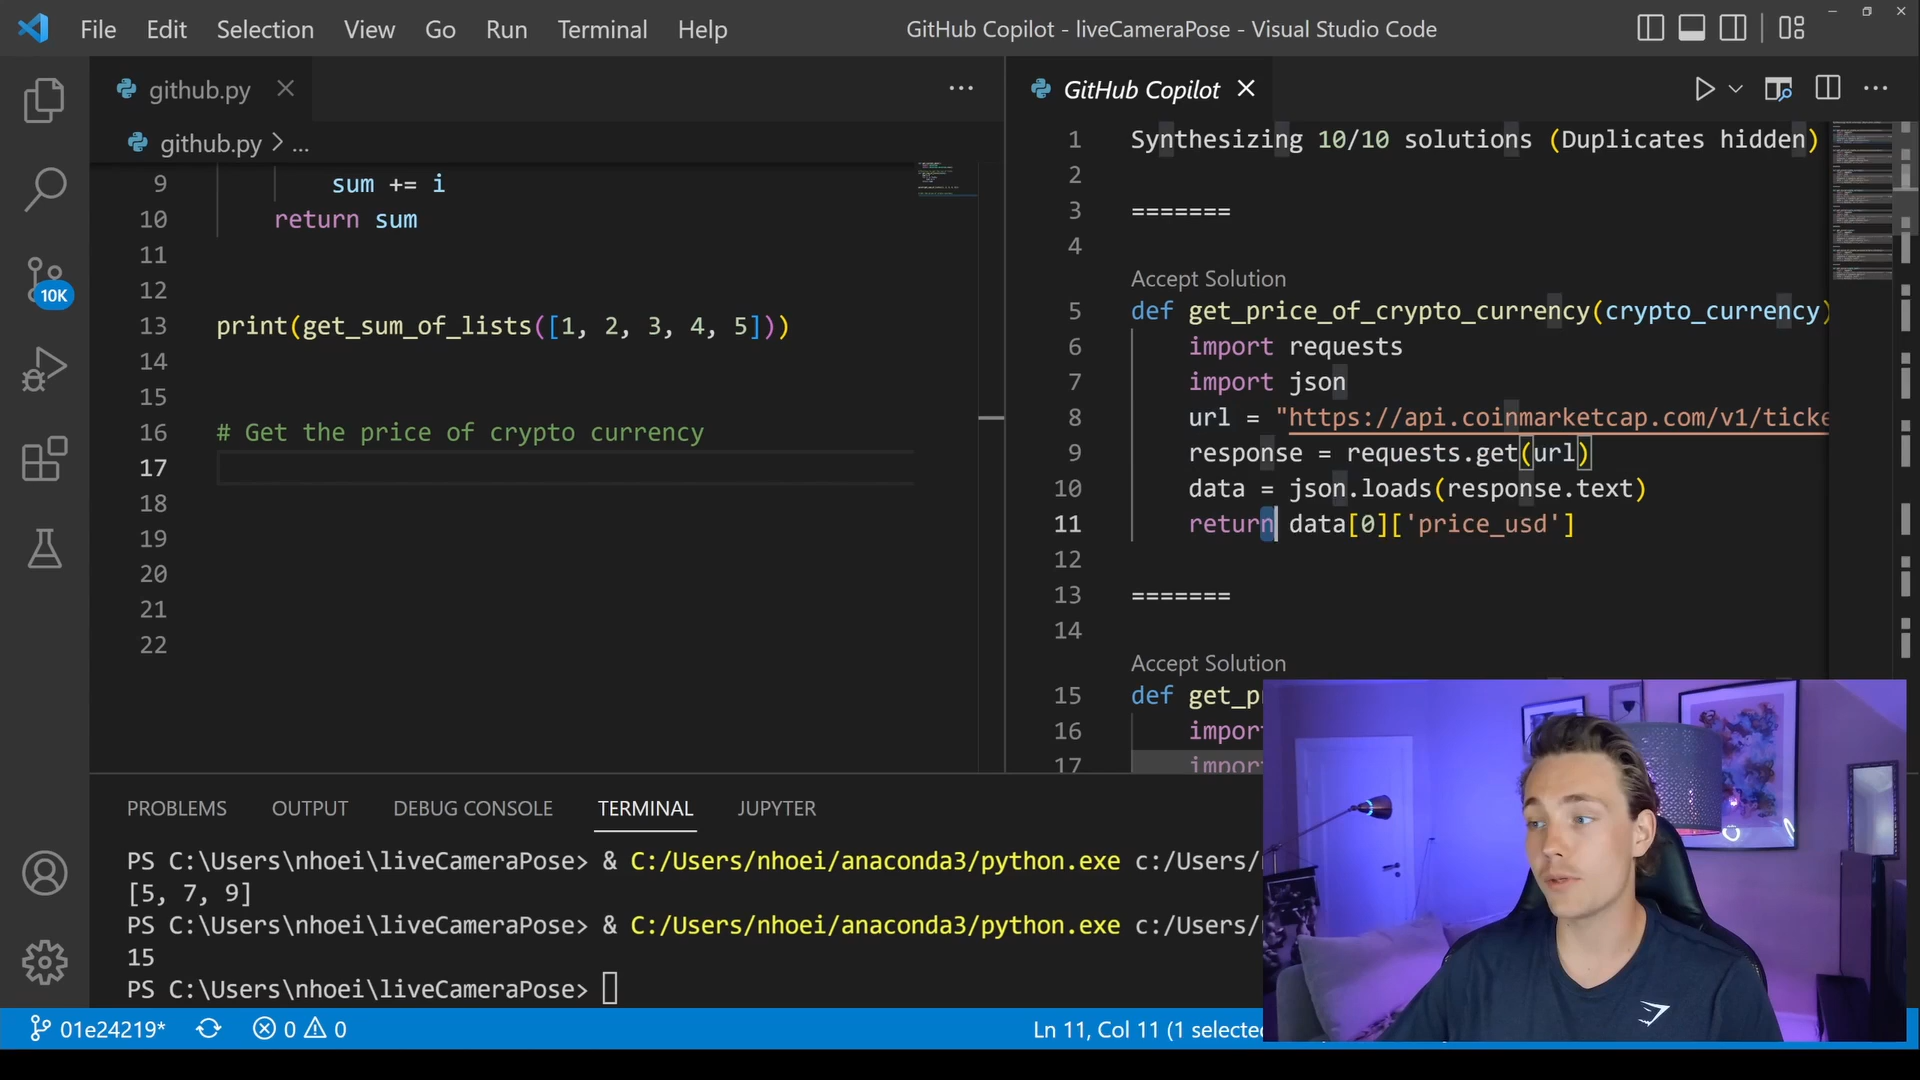 File Edit Selection View Go Run Terminal Help
GitHub Copilot - liveCameraPose - Visual Studio Code
github.py
github.py > ...
9 sum += i
10 return sum
11
12
13 print(get_sum_of_lists([1, 2, 3, 4, 5]))
14
15
16 # Get the price of crypto currency
17
18
19
20
21
22
GitHub Copilot
1 Synthesizing 10/10 solutions (Duplicates hidden)
2
3 =======
4
Accept Solution
5 def get_price_of_crypto_currency(crypto_currency)
6 import requests
7 import json
8 url = "https://api.coinmarketcap.com/v1/ticke
9 response = requests.get(url)
10 data = json.loads(response.text)
11 return data[0]['price_usd']
12
13 =======
14
Accept Solution
15 def get_p
16 impor
17 impor
10K
PROBLEMS OUTPUT DEBUG CONSOLE TERMINAL JUPYTER
PS C:\Users\nhoei\liveCameraPose> & C:/Users/nhoei/anaconda3/python.exe c:/Users/
[5, 7, 9]
PS C:\Users\nhoei\liveCameraPose> & C:/Users/nhoei/anaconda3/python.exe c:/Users/
15
PS C:\Users\nhoei\liveCameraPose>
01e24219* 0 0 Ln 11, Col 11 (1 selected